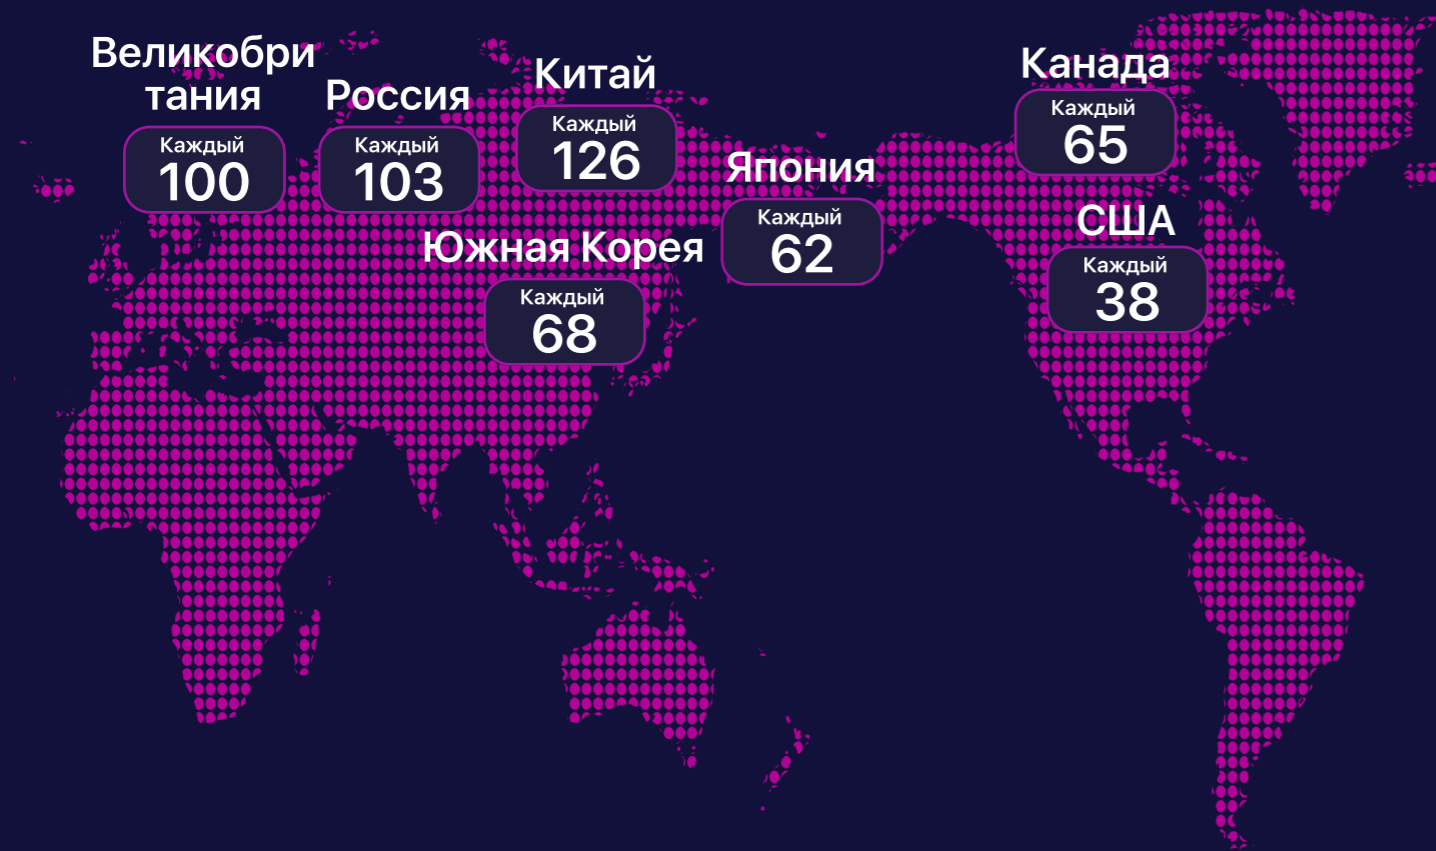 Великобри
тания
Каждый
100
Россия
Каждый
103
Китай
Каждый
126
Южная Корея
Каждый
68
Япония
Каждый
62
Канада
Каждый
65
США
Каждый
38